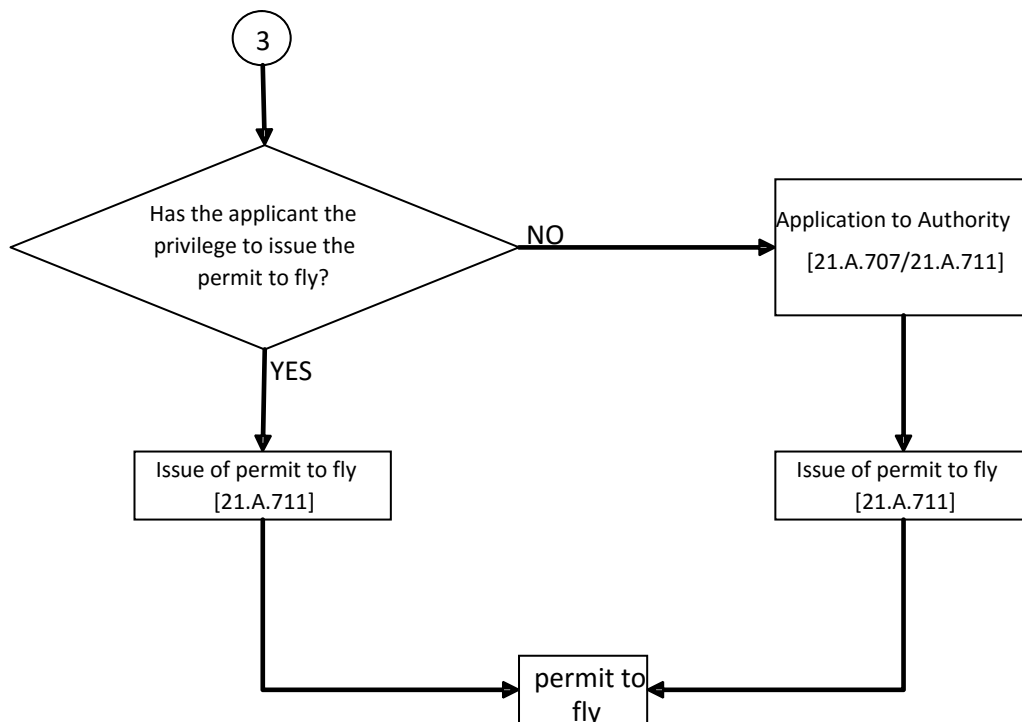 3
Has the applicant the
privilege to issue the
permit to fly?
NO
Application to Authority
[21.A.707/21.A.711]
YES
Issue of permit to fly
[21.A.711]
Issue of permit to fly
[21.A.711]
permit to
fly